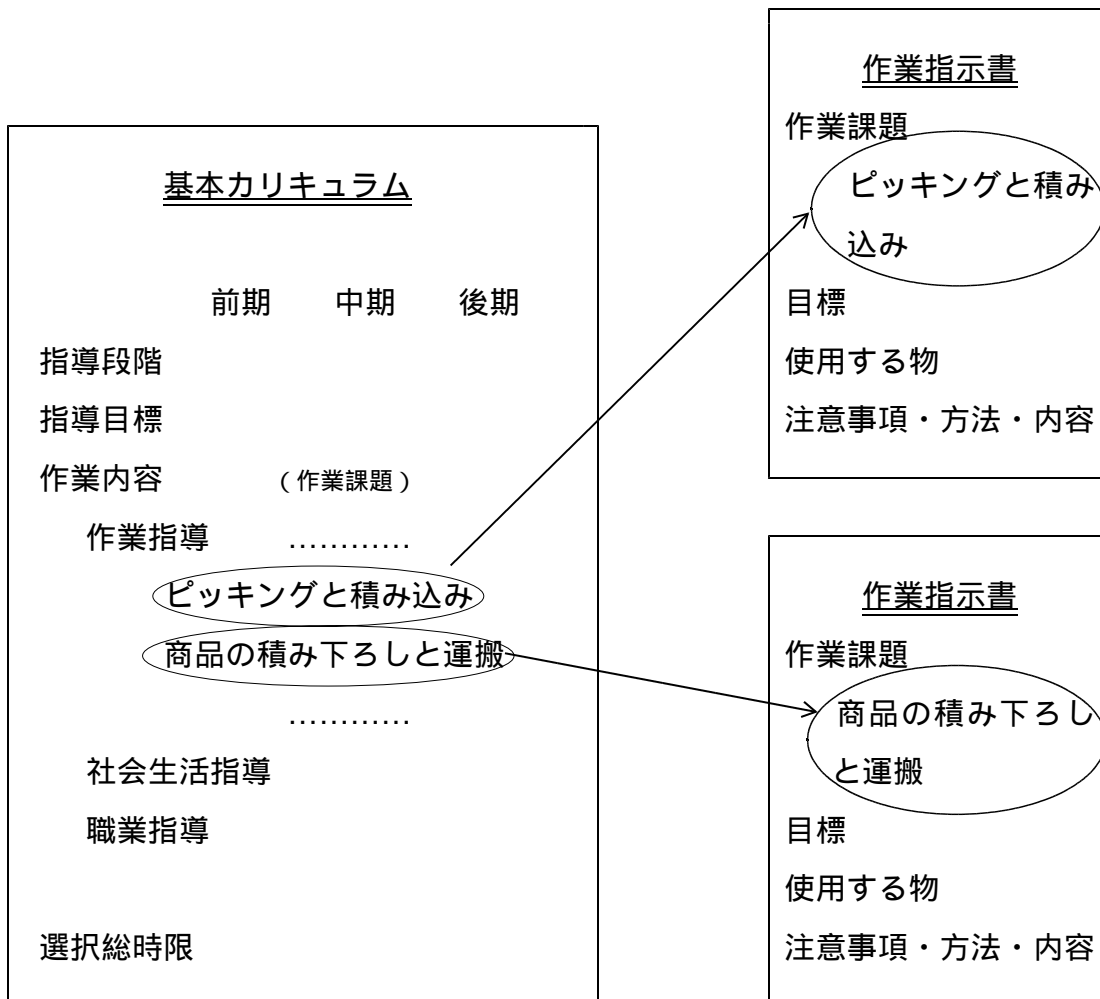 基本カリキュラム
前期 中期 後期
指導段階
指導目標
作業内容 (作業課題)
作業指導 …………
ピッキングと積み込み
商品の積み下ろしと運搬
…………
社会生活指導
職業指導
選択総時限
作業指示書
作業課題
ピッキングと積み
込み
目標
使用する物
注意事項・方法・内容
作業指示書
作業課題
商品の積み下ろし
と運搬
目標
使用する物
注意事項・方法・内容